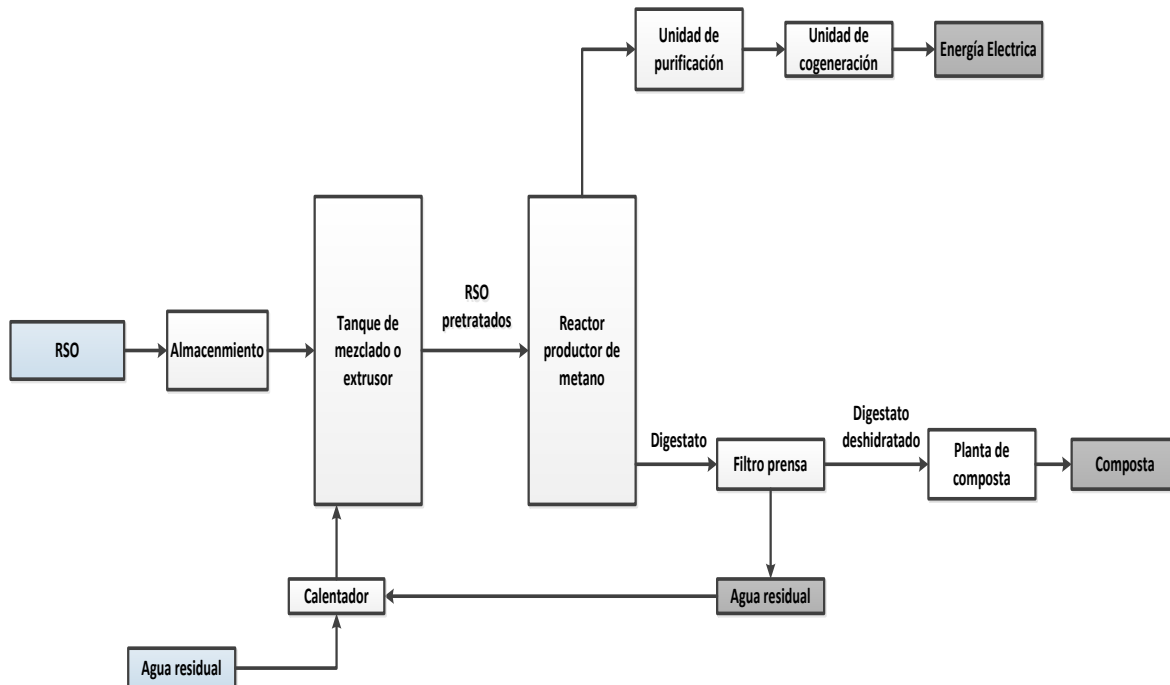 Unidad de
purificación
Unidad de
cogeneración
Energía Electrica
RSO
Almacenmiento
Tanque de
mezclado o
extrusor
RSO
pretratados
Reactor
productor de
metano
Digestato
Filtro prensa
Digestato
deshidratado
Planta de
composta
Composta
Calentador
Agua residual
Agua residual